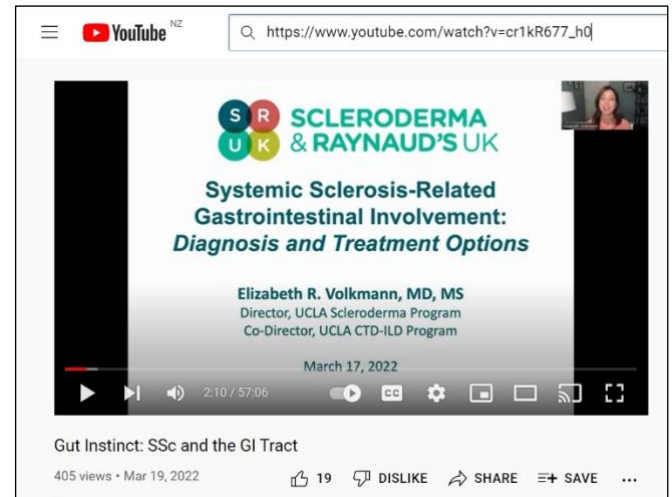 YouTube NZ
https://www.youtube.com/watch?v=cr1kR677_h0
S R
U K
SCLERODERMA
& RAYNAUD'S UK
Systemic Sclerosis-Related
Gastrointestinal Involvement:
Diagnosis and Treatment Options
Elizabeth R. Volkmann, MD, MS
Director, UCLA Scleroderma Program
Co-Director, UCLA CTD-ILD Program
March 17, 2022
2:10 / 57:06
CC
Gut Instinct: SSc and the GI Tract
405 views • Mar 19, 2022 19 DISLIKE SHARE SAVE ...